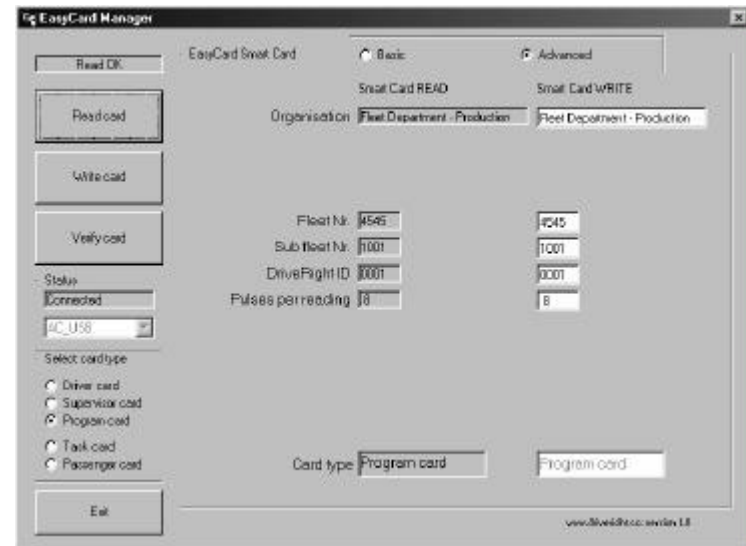 EasyCard Manager
Read OK
EasyCard Smart Card
Basic
Advanced
Smart Card READ
Smart Card WRITE
Read card
Organisation
Fleet Department - Production
Fleet Department - Production
Write card
Verify card
Fleet Nr.
4545
4545
Sub fleet Nr.
1001
1001
DriveRight ID
0001
0001
Pulses per reading
8
8
Status
Connected
AC_USB
Select card type
Driver card
Supervisor card
Program card
Task card
Passenger card
Card type
Program card
Program card
Exit
version 1.8